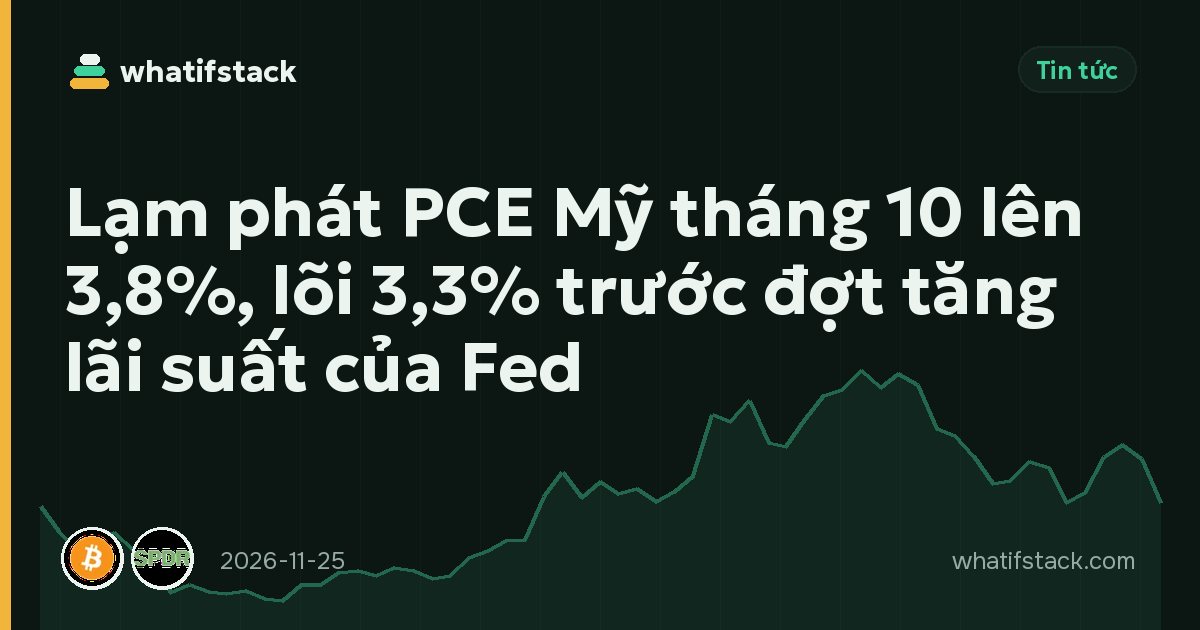 whatifstack
Tin tức
Lạm phát PCE Mỹ tháng 10 lên
3,8%, lõi 3,3% trước đợt tăng
lãi suất của Fed
SPDR
2026-11-25
whatifstack.com